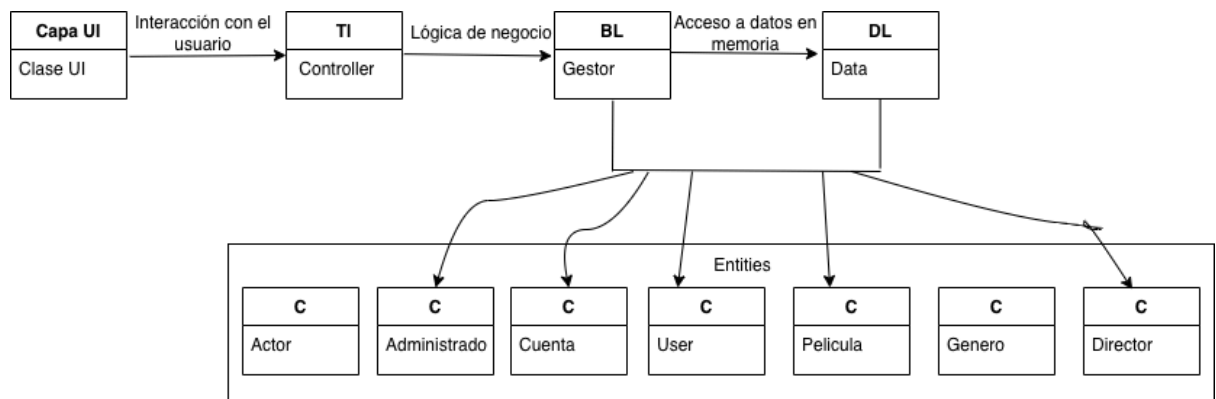 Capa UI
Clase UI
Interacción con el
usuario
TI
Controller
Lógica de negocio
BL
Gestor
Acceso a datos en
memoria
DL
Data
Entities
C
Actor
C
Administrado
C
Cuenta
C
User
C
Pelicula
C
Genero
C
Director